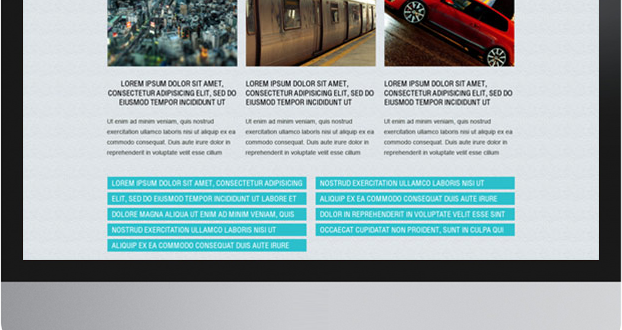 LOREM IPSUM DOLOR SIT AMET,
CONSECTETUR ADIPISICING ELIT, SED DO
EIUSMOD TEMPOR INCIDIDUNT UT
Ut enim ad minim veniam, quis nostrud
exercitation ullamco laboris nisi ut aliquip ex ea
commodo consequat. Duis aute irure dolor in
reprehenderit in voluptate velit esse cillum
LOREM IPSUM DOLOR SIT AMET,
CONSECTETUR ADIPISICING ELIT, SED DO
EIUSMOD TEMPOR INCIDIDUNT UT
Ut enim ad minim veniam, quis nostrud
exercitation ullamco laboris nisi ut aliquip ex ea
commodo consequat. Duis aute irure dolor in
reprehenderit in voluptate velit esse cillum
LOREM IPSUM DOLOR SIT AMET,
CONSECTETUR ADIPISICING ELIT, SED DO
EIUSMOD TEMPOR INCIDIDUNT UT
Ut enim ad minim veniam, quis nostrud
exercitation ullamco laboris nisi ut aliquip ex ea
commodo consequat. Duis aute irure dolor in
reprehenderit in voluptate velit esse cillum
LOREM IPSUM DOLOR SIT AMET, CONSECTETUR ADIPISICING
ELIT, SED DO EIUSMOD TEMPOR INCIDIDUNT UT LABORE ET
DOLORE MAGNA ALIQUA UT ENIM AD MINIM VENIAM, QUIS
NOSTRUD EXERCITATION ULLAMCO LABORIS NISI UT
ALIQUIP EX EA COMMODO CONSEQUAT DUIS AUTE IRURE
NOSTRUD EXERCITATION ULLAMCO LABORIS NISI UT
ALIQUIP EX EA COMMODO CONSEQUAT DUIS AUTE IRURE
DOLOR IN REPREHENDERIT IN VOLUPTATE VELIT ESSE SINT
OCCAECAT CUPIDATAT NON PROIDENT, SUNT IN CULPA QUI